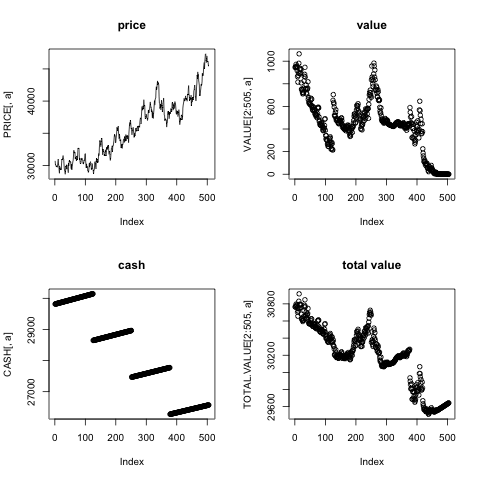 price
PRICE[, a]
30000 40000
0 100 200 300 400 500
Index
value
VALUE[2:505, a]
0 200 600 1000
0 100 200 300 400 500
Index
cash
CASH[, a]
27000 29000
0 100 200 300 400 500
Index
total value
TOTAL.VALUE[2:505, a]
29600 30200 30800
0 100 200 300 400 500
Index